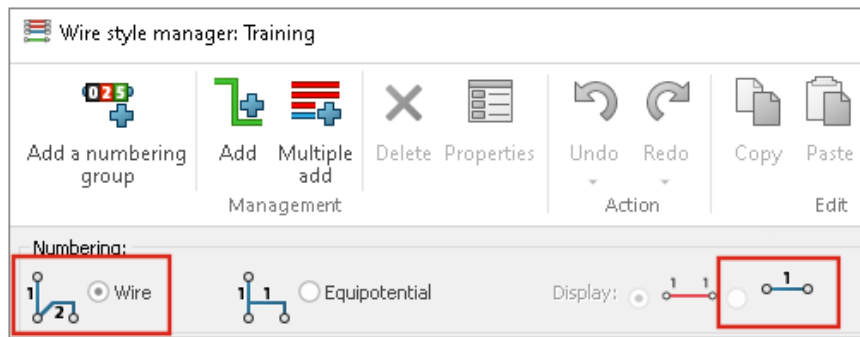 Wire style manager: Training
025
Add a numbering group
Add
Multiple add
Delete
Properties
Undo
Redo
Copy
Paste
Management
Action
Edit
Numbering:
1 2 Wire
1 1 Equipotential
Display: 1 1 1